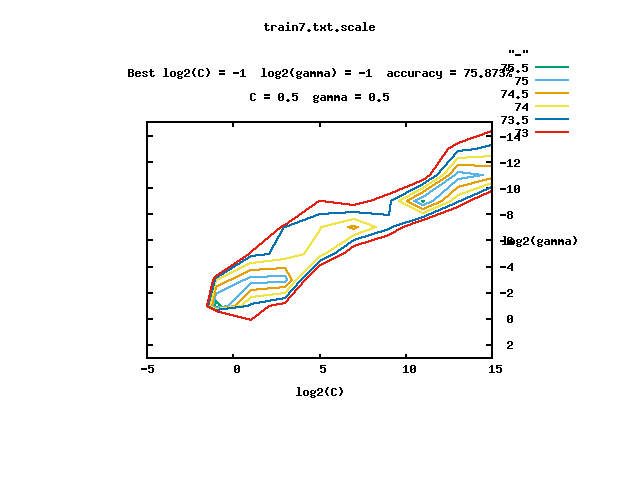 train7.txt.scale
"-"
Best log2(C) = -1  log2(gamma) = -1  accuracy = 75.873%
C = 0.5  gamma = 0.5
75.5
75
74.5
74
73.5
73
-14
-12
-10
-8
-6
log2(gamma)
-4
-2
0
2
-5 0 5 10 15
log2(C)